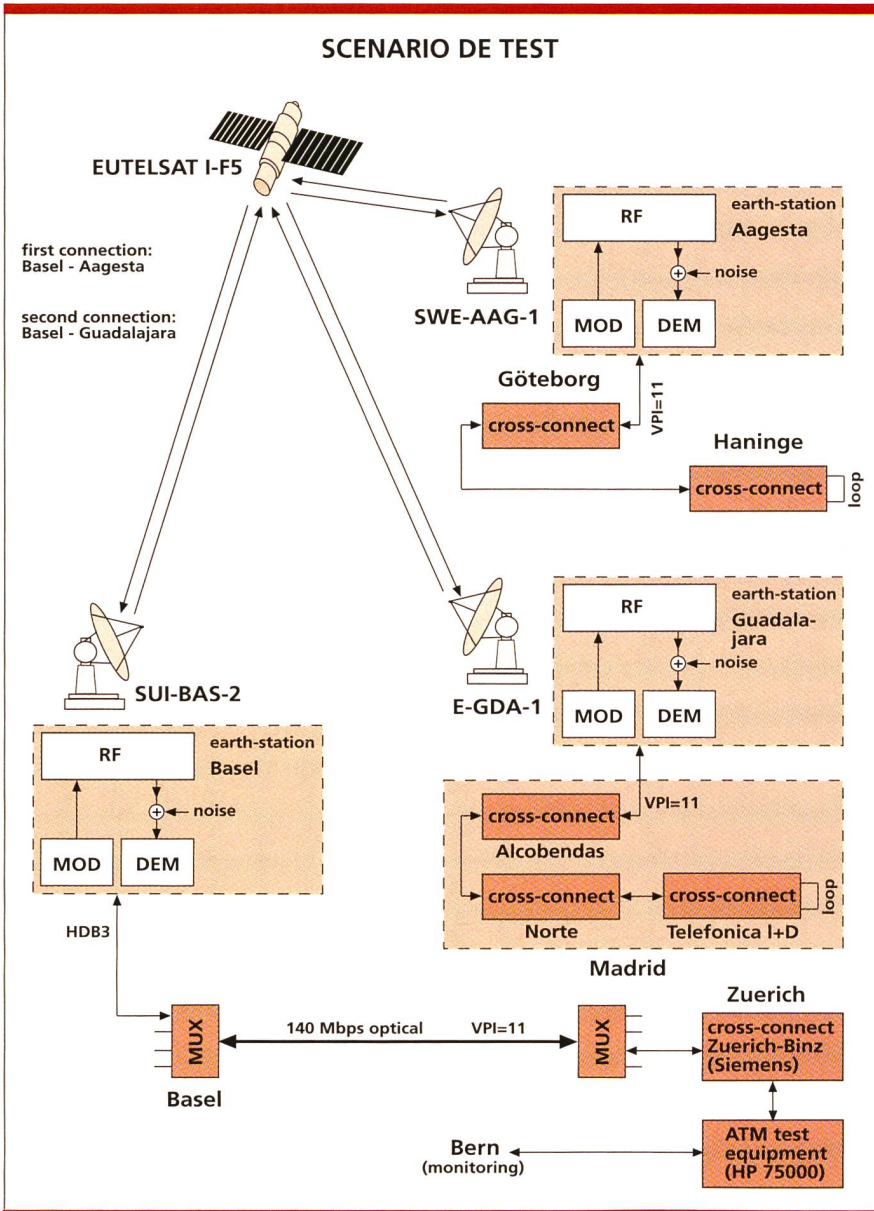 SCENARIO DE TEST
EUTELSAT I-F5
first connection:
Basel - Aagesta
second connection:
Basel - Guadalajara
SWE-AAG-1
earth-station
Aagesta
RF
noise
MOD
DEM
VPI=11
Göteborg
cross-connect
Haninge
cross-connect
loop
SUI-BAS-2
earth-station
Basel
RF
noise
MOD
DEM
HDB3
E-GDA-1
earth-station
Guadala-
jara
RF
noise
MOD
DEM
VPI=11
cross-connect
Alcobendas
cross-connect
Norte
cross-connect
Telefonica I+D
loop
Madrid
MUX
Basel
140 Mbps optical
VPI=11
MUX
Zuerich
cross-connect
Zuerich-Binz
(Siemens)
ATM test
equipment
(HP 75000)
Bern
(monitoring)